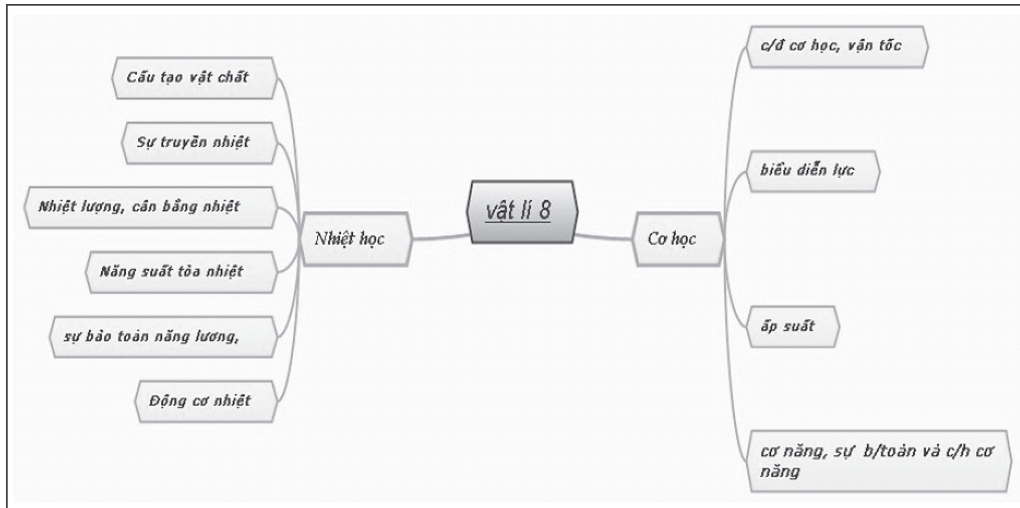 vật lí 8
Nhiệt học
Cấu tạo vật chất
Sự truyền nhiệt
Nhiệt lượng, cân bằng nhiệt
Năng suất tỏa nhiệt
sự bảo toàn năng lương,
Động cơ nhiệt
Cơ học
c/đ cơ học, vận tốc
biểu diễn lực
áp suất
cơ năng, sự b/toàn và c/h cơ
năng